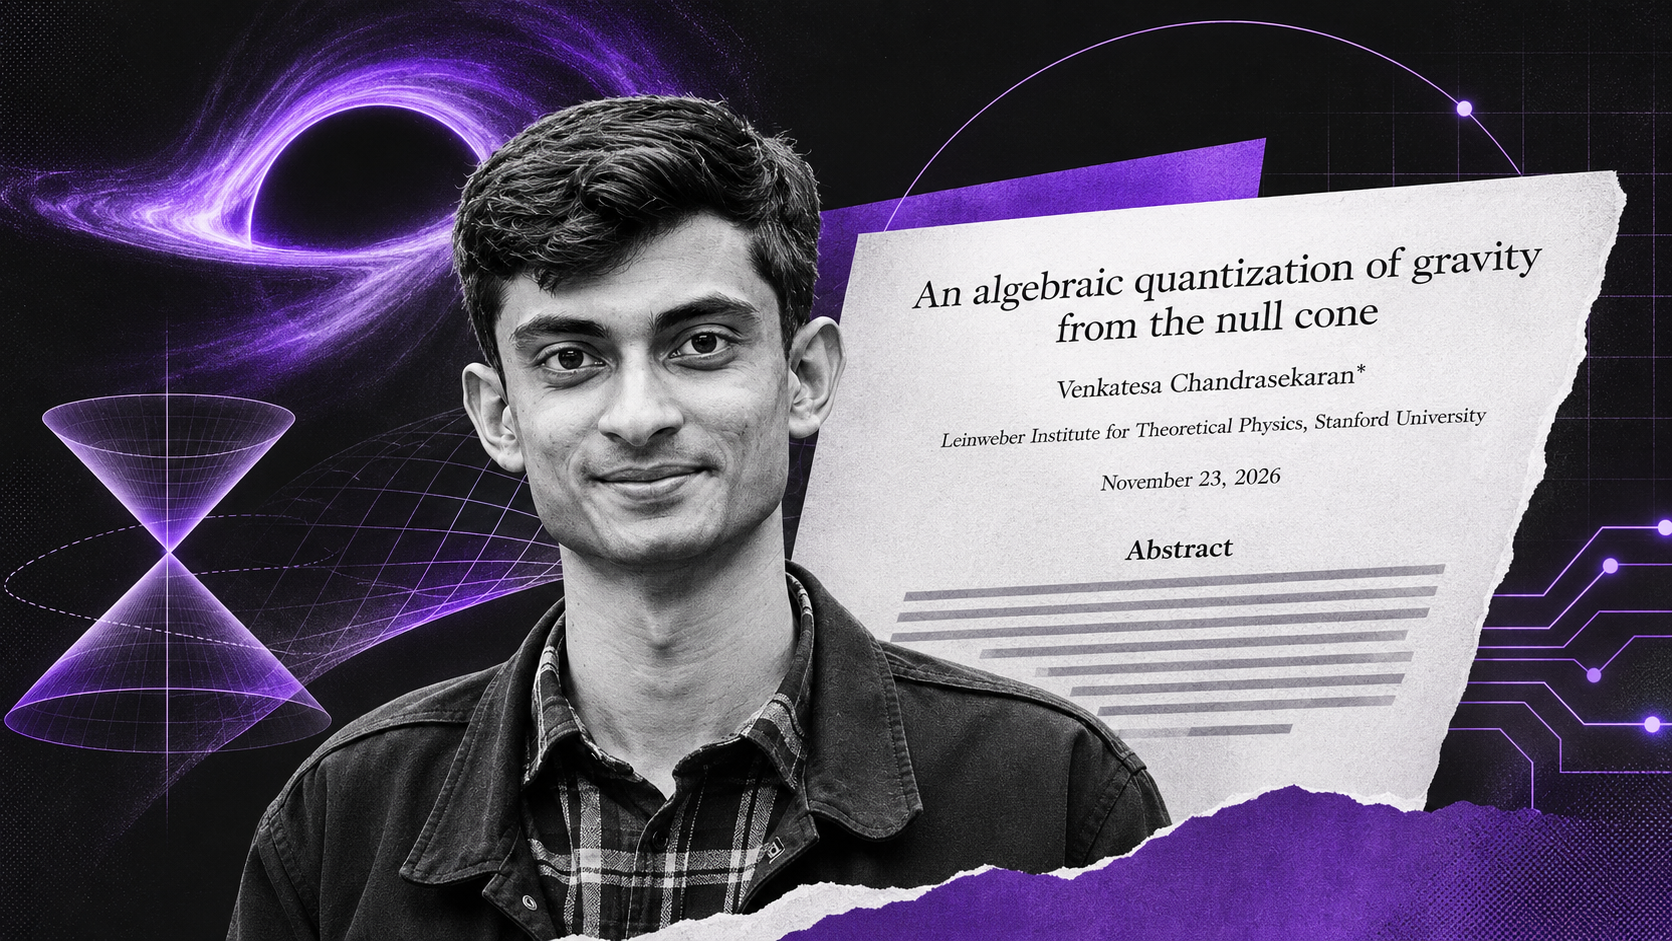 An algebraic quantization of gravity
from the null cone
Venkatesa Chandrasekaran*
Leinweber Institute for Theoretical Physics, Stanford University
November 23, 2026
Abstract